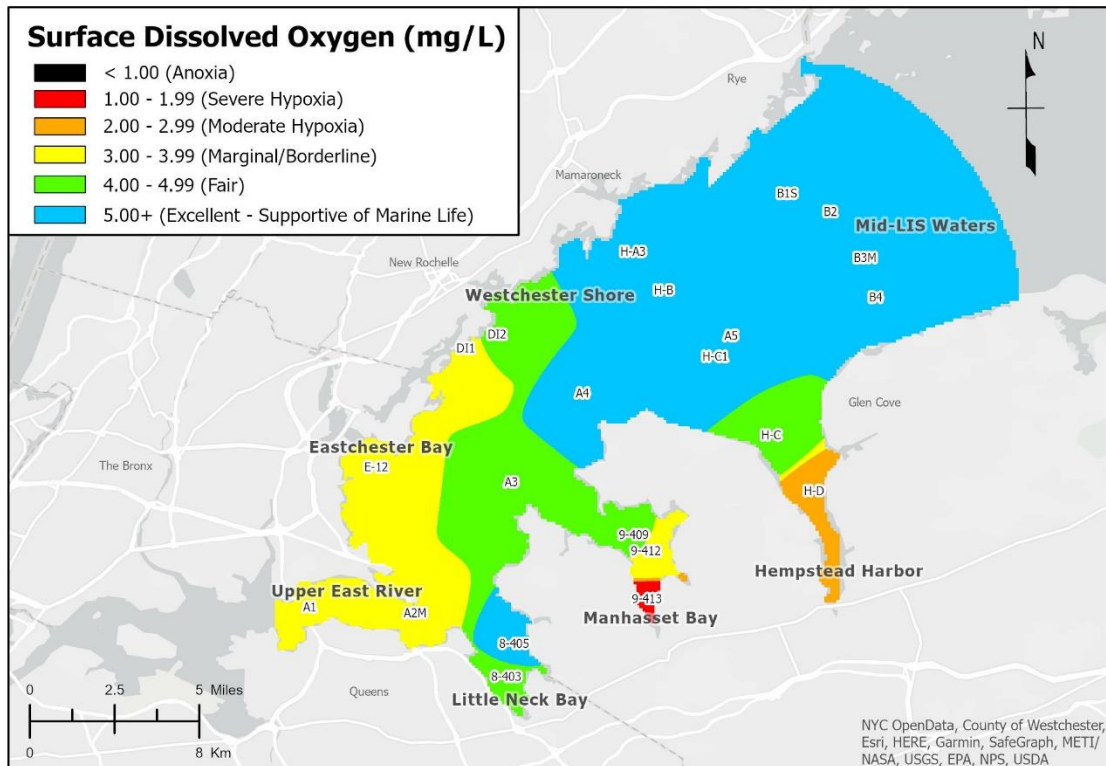 Surface Dissolved Oxygen (mg/L)
< 1.00 (Anoxia)
1.00 - 1.99 (Severe Hypoxia)
2.00 - 2.99 (Moderate Hypoxia)
3.00 - 3.99 (Marginal/Borderline)
4.00 - 4.99 (Fair)
5.00+ (Excellent - Supportive of Marine Life)
N
Rye
Mamaroneck
B1S
B2
Mid-LIS Waters
H-A3
B3M
New Rochelle
H-B
Westchester Shore
B4
DI2
A5
DI1
H-C1
A4
Glen Cove
H-C
Eastchester Bay
E-12
The Bronx
A3
H-D
9-409
9-412
Hempstead Harbor
Upper East River
9-413
A1
A2M
Manhasset Bay
8-405
8-403
Queens
Little Neck Bay
0 2.5 5 Miles
0 8 Km
NYC OpenData, County of Westchester,
Esri, HERE, Garmin, SafeGraph, METI/
NASA, USGS, EPA, NPS, USDA